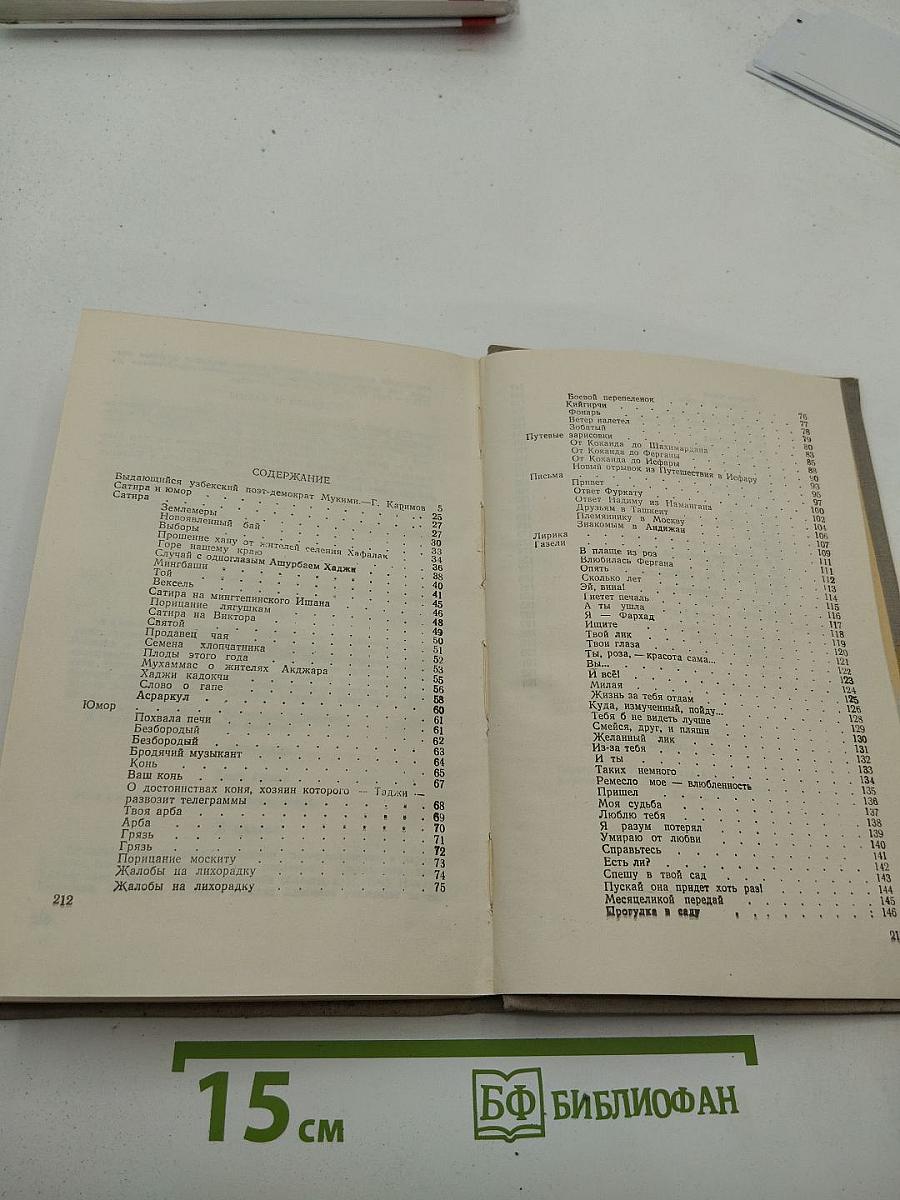 СОДЕРЖАНИЕ
Выдающийся узбекский поэт-демократ Мукими.—Г. Каримов 5
Сатира и юмор 25
Сатира 27
Землемеры 27
Новоявленный бай 30
Выборы 33
Прошение хану от жителей селения Хафалак 34
Горе нашему краю 36
Случай с одноглазым Ашурбаем Хаджи 38
Мингбаши 40
Той 41
Вексель 45
Сатира на мингтепинского Ишана 46
Порицание лягушкам 48
Сатира на Виктора 49
Святой 50
Продавец чая 51
Семена хлопчатника 52
Плоды этого года 53
Мухаммас о жителях Акджара 55
Хаджи кадокчи 56
Слово о гапе 58
Асраркул 60
Юмор 61
Похвала печи 61
Безбородый 62
Безбородый 63
Бродячий музыкант 64
Конь 65
Ваш конь 67
О достоинствах коня, хозяин которого — Таджи —
развозит телеграммы 68
Твоя арба 69
Арба 70
Грязь 71
Грязь 72
Порицание москиту 73
Жалобы на лихорадку 74
Жалобы на лихорадку 75
212
Боевой перепеленок 76
Кийгирчи 77
Фонарь 78
Ветер налетел 79
Зобатый 80
Путевые зарисовки 83
От Коканда до Шахимардана 85
От Коканда до Ферганы 88
От Коканда до Исфары 90
Новый отрывок из Путешествия в Исфару 93
Письма 95
Привет 97
Ответ Фуркату 100
Ответ Надиму из Намангана 102
Друзьям в Ташкент 104
Племяннику в Москву 106
Знакомым в Андижан 107
Лирика 109
Газели 111
В плаще из роз 111
Влюбилась Фергана 112
Опять 113
Сколько лет 114
Эй, вина! 115
Гнетет печаль 116
А ты ушла 117
Я — Фархад 118
Ищите 119
Твой лик 120
Твои глаза 121
Ты, роза, — красота сама... 122
Вы... 123
И всё! 124
Милая 125
Жизнь за тебя отдам 126
Куда, измученный, пойду... 128
Тебя б не видеть лучше 129
Смейся, друг, и пляши 130
Желанный лик 131
Из-за тебя 132
И ты 133
Таких немного 134
Ремесло мое — влюбленность 135
Пришел 136
Моя судьба 137
Люблю тебя 138
Я разум потерял 139
Умираю от любви 140
Справьтесь 141
Есть ли? 142
Спешу в твой сад 143
Пускай она придет хоть раз! 144
Месяцеликой передай 145
Прогулка в саду 146
21
15 см
БФ БИБЛИОФАН